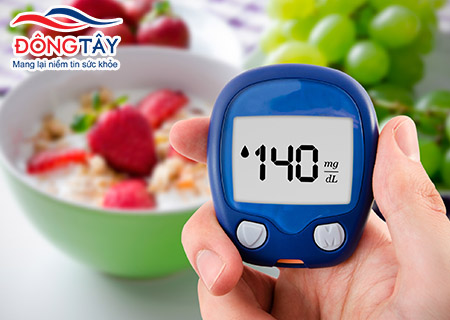 ĐÔNGTÂY
Mang lại niềm tin sức khỏe
140 mg/dL
M